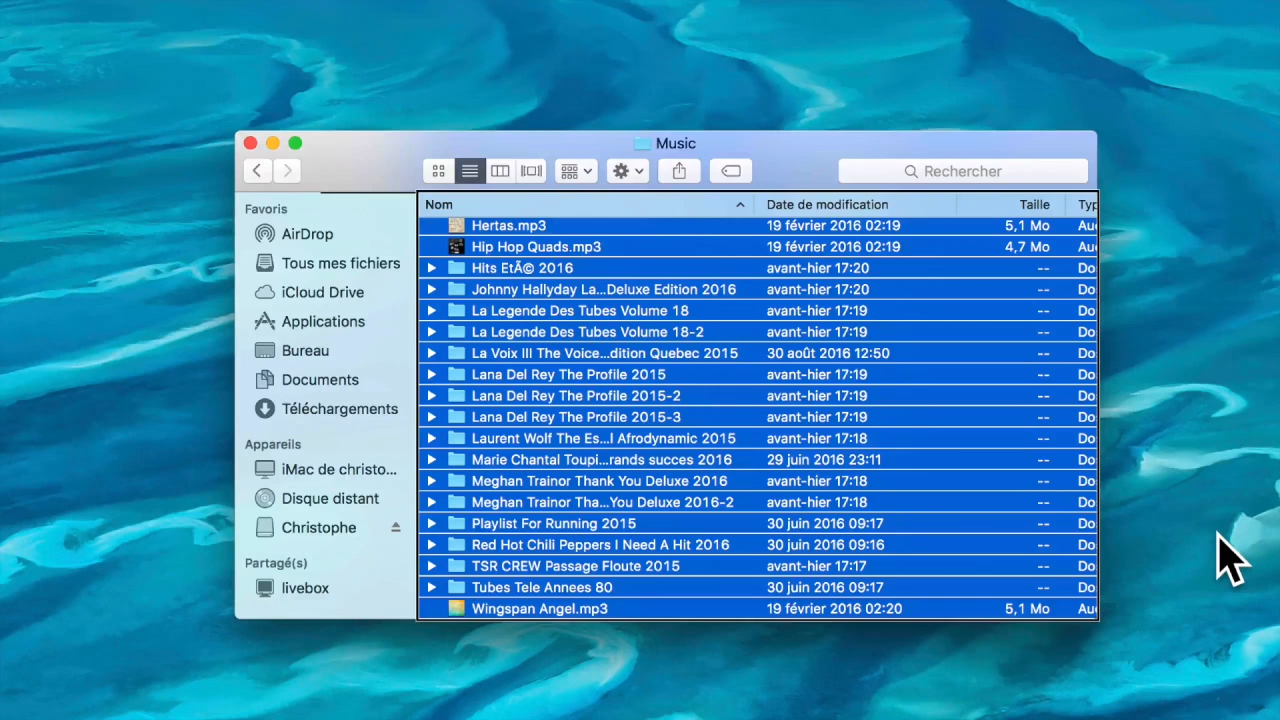 Music
Rechercher
Favoris
AirDrop
Tous mes fichiers
iCloud Drive
Applications
Bureau
Documents
Téléchargements
Appareils
iMac de christo...
Disque distant
Christophe
Partagé(s)
livebox
Nom Date de modification Taille Typ
Hertas.mp3 19 février 2016 02:19 5,1 Mo Au
Hip Hop Quads.mp3 19 février 2016 02:19 4,7 Mo Au
Hits EtÃ© 2016 avant-hier 17:20 -- Do
Johnny Hallyday La...Deluxe Edition 2016 avant-hier 17:20 -- Do
La Legende Des Tubes Volume 18 avant-hier 17:19 -- Do
La Legende Des Tubes Volume 18-2 avant-hier 17:19 -- Do
La Voix III The Voice...dition Quebec 2015 30 août 2016 12:50 -- Do
Lana Del Rey The Profile 2015 avant-hier 17:19 -- Do
Lana Del Rey The Profile 2015-2 avant-hier 17:19 -- Do
Lana Del Rey The Profile 2015-3 avant-hier 17:19 -- Do
Laurent Wolf The Es...l Afrodynamic 2015 avant-hier 17:18 -- Do
Marie Chantal Toupi...rands succes 2016 29 juin 2016 23:11 -- Do
Meghan Trainor Thank You Deluxe 2016 avant-hier 17:18 -- Do
Meghan Trainor Tha...You Deluxe 2016-2 avant-hier 17:18 -- Do
Playlist For Running 2015 30 juin 2016 09:17 -- Do
Red Hot Chili Peppers I Need A Hit 2016 30 juin 2016 09:16 -- Do
TSR CREW Passage Floute 2015 avant-hier 17:17 -- Do
Tubes Tele Annees 80 30 juin 2016 09:17 -- Do
Wingspan Angel.mp3 19 février 2016 02:20 5,1 Mo Au